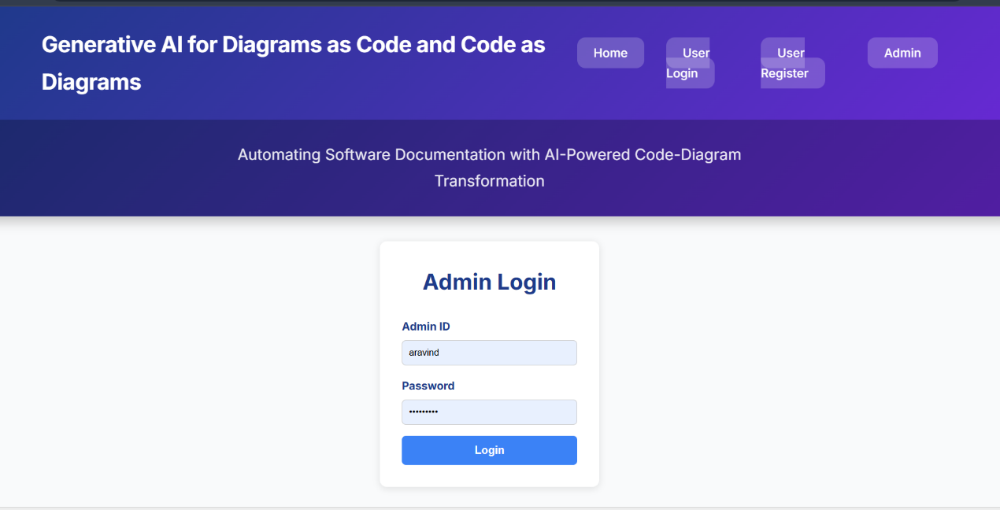 Generative AI for Diagrams as Code and Code as
Diagrams
Home
User
Login
User
Register
Admin
Automating Software Documentation with AI-Powered Code-Diagram
Transformation
Admin Login
Admin ID
aravind
Password
•••••••••
Login